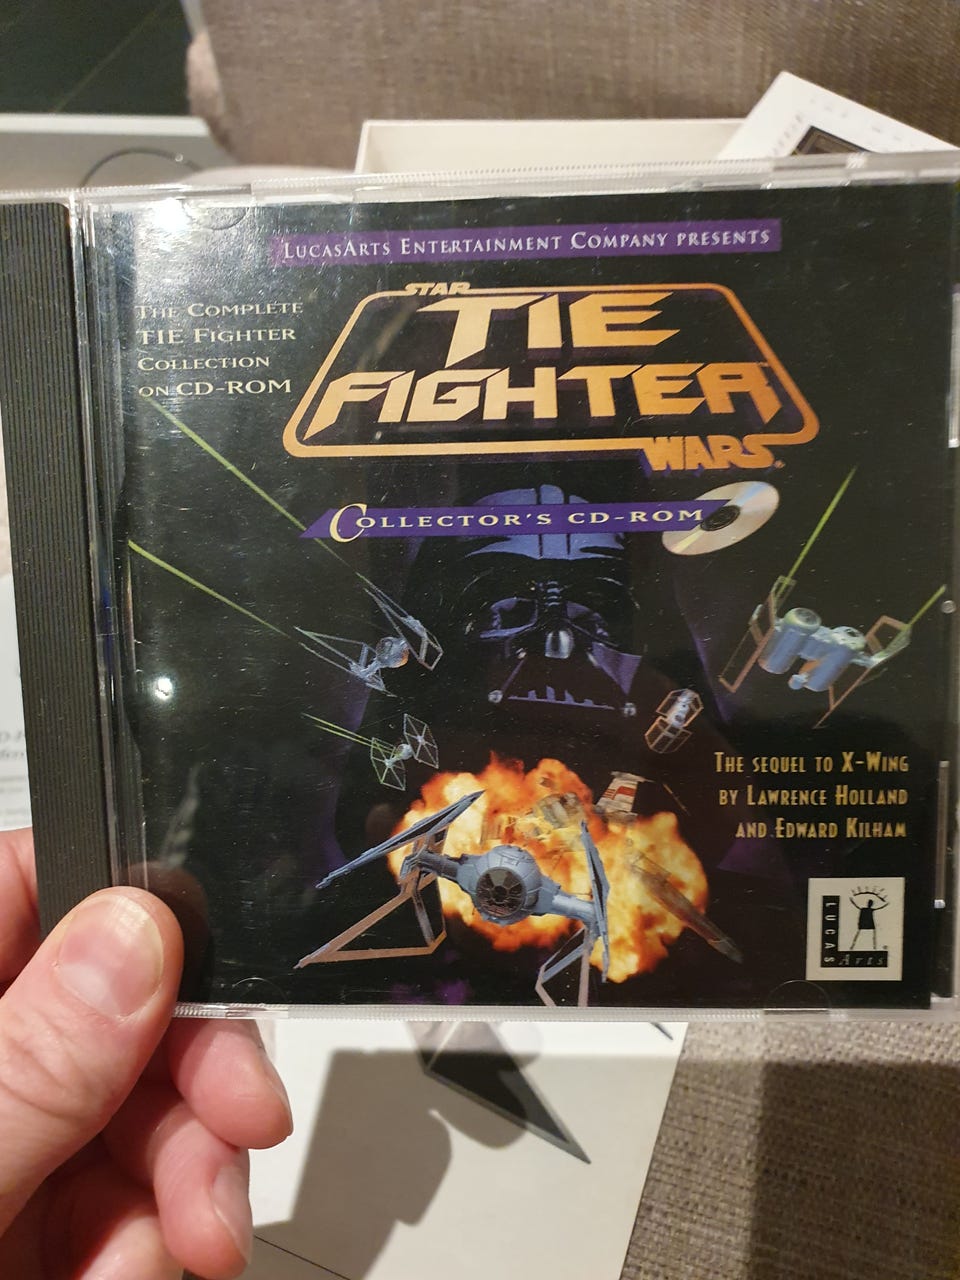 LucasArts Entertainment Company presents
The Complete
TIE Fighter
Collection
on CD-ROM
STAR
TIE
FIGHTER™
WARS®
Collector's CD-ROM
The sequel to X-Wing
by Lawrence Holland
and Edward Kilham
LUCAS
Arts